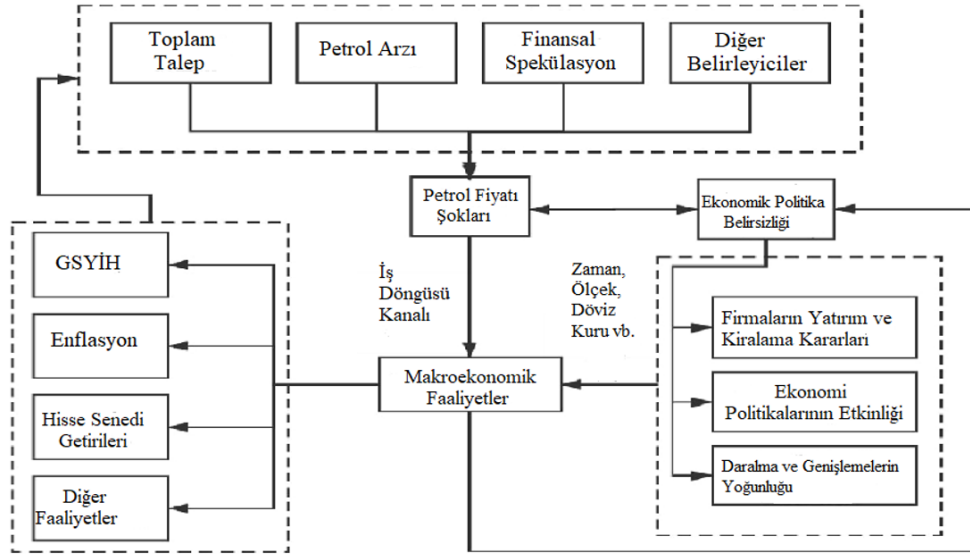 Toplam
Talep
Petrol Arzı
Finansal
Spekülasyon
Diğer
Belirleyiciler
Petrol Fiyatı
Şokları
Ekonomik Politika
Belirsizliği
GSYİH
Enflasyon
Hisse Senedi
Getirileri
Diğer
Faaliyetler
İş
Döngüsü
Kanalı
Zaman,
Ölçek,
Döviz
Kuru vb.
Makroekonomik
Faaliyetler
Firmaların Yatırım ve
Kiralama Kararlari
Ekonomi
Politikalarının Etkinliği
Daralma ve Genişlemelerin
Yoğunluğu